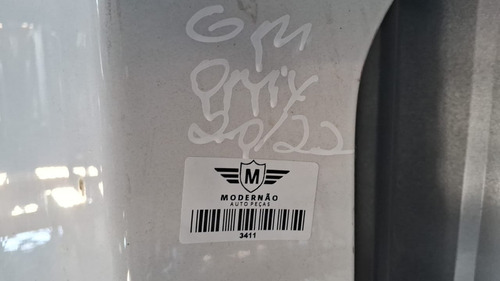 GM
Onix
20/22
M
MODERNÃO
AUTO PEÇAS
3411